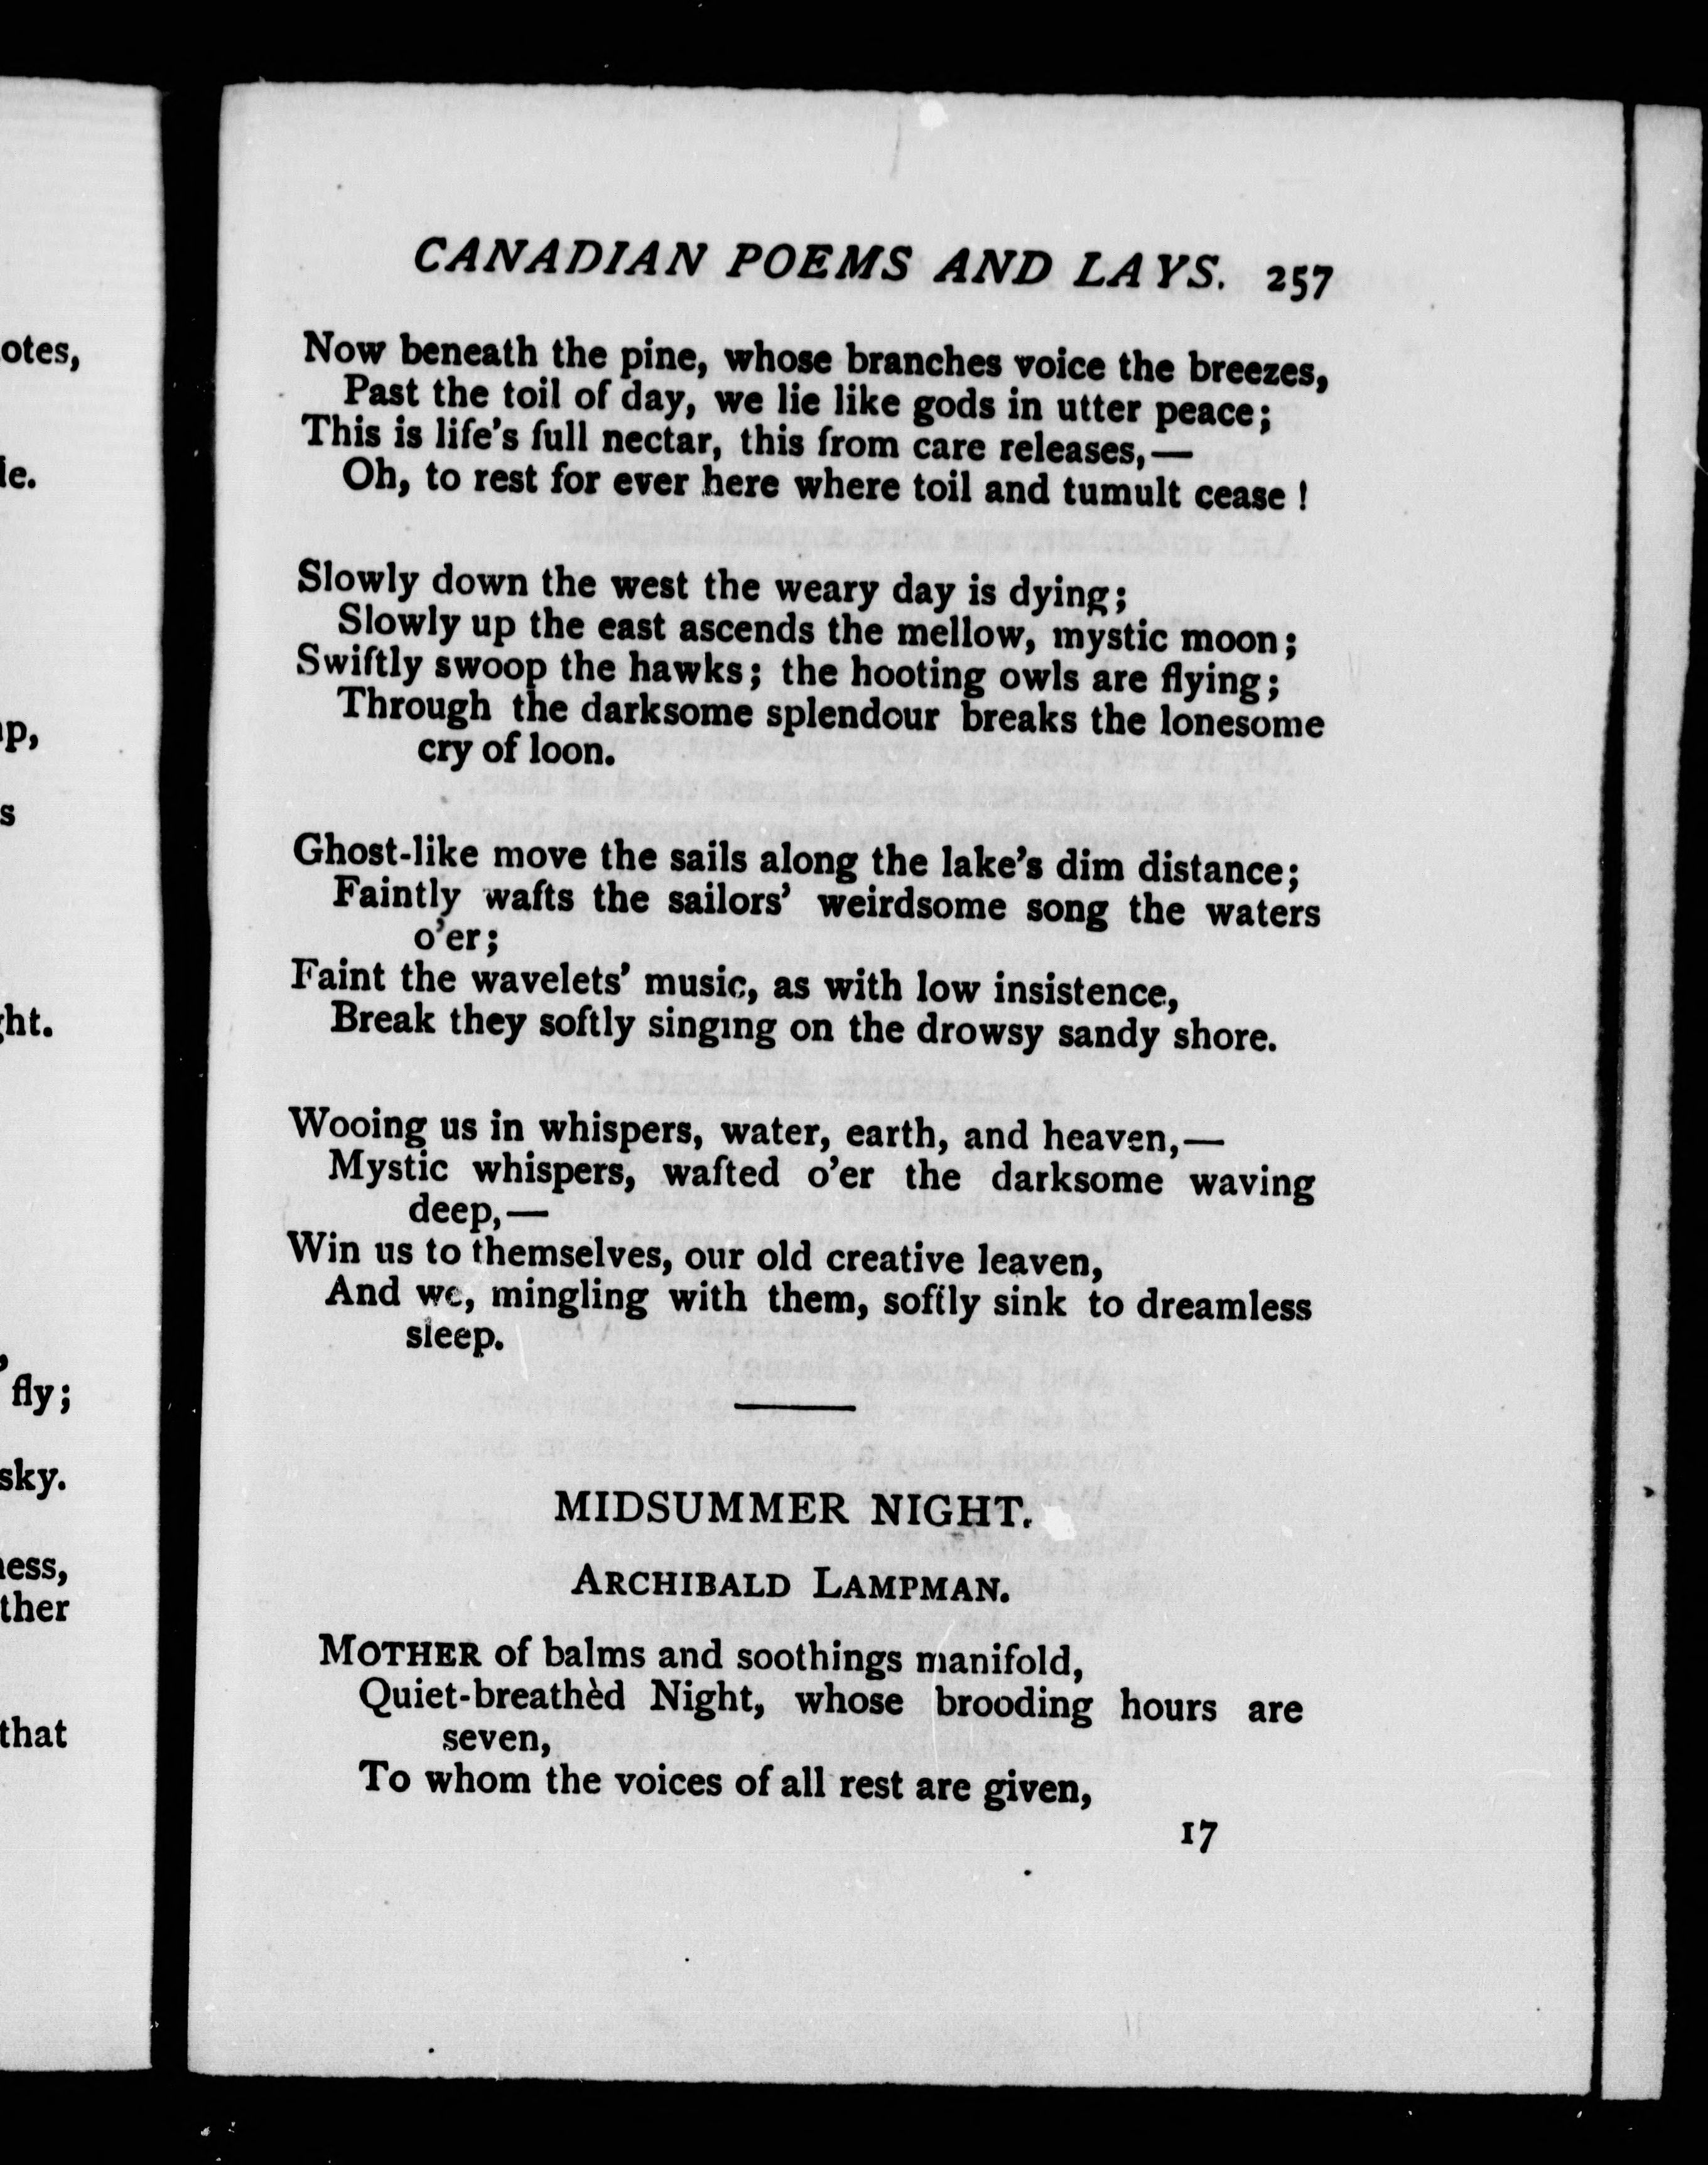 CANADIAN POEMS AND LAYS. 257
Now beneath the pine, whose branches voice the breezes,
Past the toil of day, we lie like gods in utter peace;
This is life's full nectar, this from care releases,—
Oh, to rest for ever here where toil and tumult cease !
Slowly down the west the weary day is dying;
Slowly up the east ascends the mellow, mystic moon;
Swiftly swoop the hawks; the hooting owls are flying;
Through the darksome splendour breaks the lonesome
cry of loon.
Ghost-like move the sails along the lake's dim distance;
Faintly wafts the sailors' weirdsome song the waters
o'er;
Faint the wavelets' music, as with low insistence,
Break they softly singing on the drowsy sandy shore.
Wooing us in whispers, water, earth, and heaven,—
Mystic whispers, wafted o'er the darksome waving
deep,—
Win us to themselves, our old creative leaven,
And we, mingling with them, softly sink to dreamless
sleep.
MIDSUMMER NIGHT.
ARCHIBALD LAMPMAN.
MOTHER of balms and soothings manifold,
Quiet-breathèd Night, whose brooding hours are
seven,
To whom the voices of all rest are given,
17
fly;
sky.
that